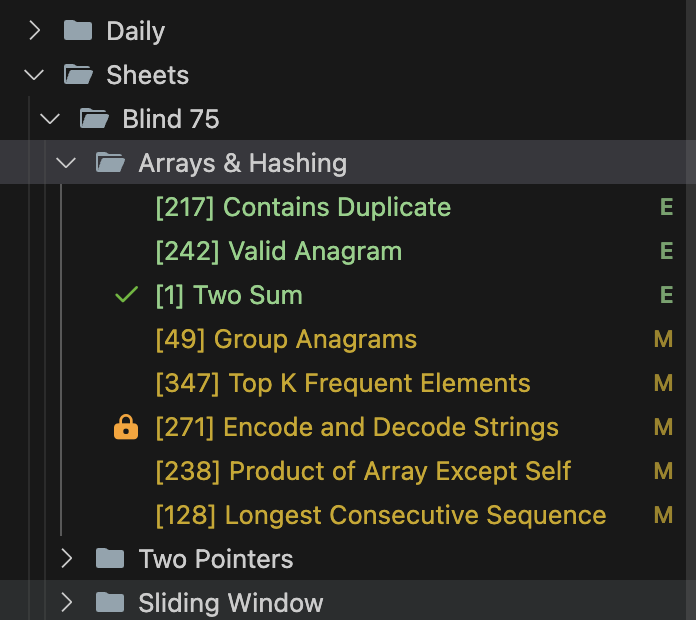 Daily
Sheets
Blind 75
Arrays & Hashing
[217] Contains Duplicate E
[242] Valid Anagram E
[1] Two Sum E
[49] Group Anagrams M
[347] Top K Frequent Elements M
[271] Encode and Decode Strings M
[238] Product of Array Except Self M
[128] Longest Consecutive Sequence M
Two Pointers
Sliding Window